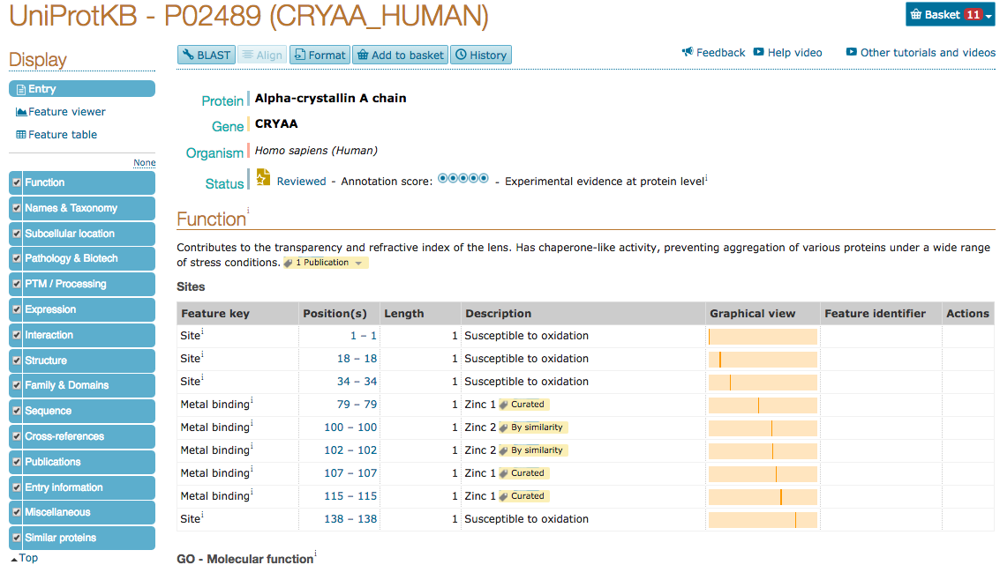 UniProtKB - P02489 (CRYAA_HUMAN)
Basket 11
Display
BLAST Align Format Add to basket History
Feedback Help video Other tutorials and videos
Entry
Feature viewer
Feature table
None
Function
Names & Taxonomy
Subcellular location
Pathology & Biotech
PTM / Processing
Expression
Interaction
Structure
Family & Domains
Sequence
Cross-references
Publications
Entry information
Miscellaneous
Similar proteins
Top
Protein Alpha-crystallin A chain
Gene CRYAA
Organism Homo sapiens (Human)
Status Reviewed - Annotation score: - Experimental evidence at protein level i
Function i
Contributes to the transparency and refractive index of the lens. Has chaperone-like activity, preventing aggregation of various proteins under a wide range
of stress conditions. 1 Publication
Sites
Feature key Position(s) Length Description Graphical view Feature identifier Actions
Site i 1 – 1 1 Susceptible to oxidation
Site i 18 – 18 1 Susceptible to oxidation
Site i 34 – 34 1 Susceptible to oxidation
Metal binding i 79 – 79 1 Zinc 1 Curated
Metal binding i 100 – 100 1 Zinc 2 By similarity
Metal binding i 102 – 102 1 Zinc 2 By similarity
Metal binding i 107 – 107 1 Zinc 1 Curated
Metal binding i 115 – 115 1 Zinc 1 Curated
Site i 138 – 138 1 Susceptible to oxidation
GO - Molecular function i